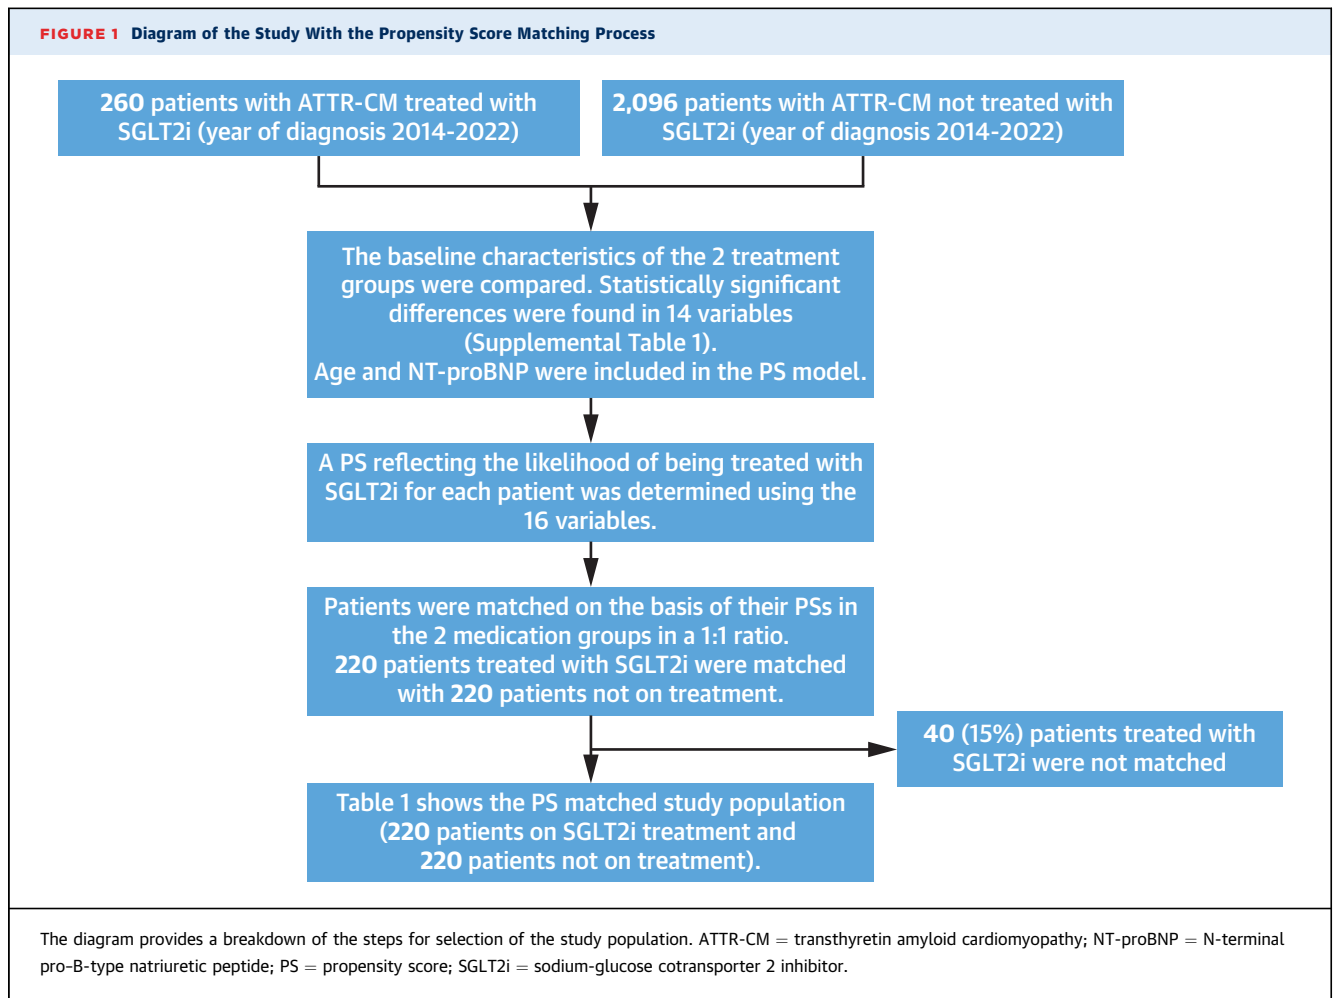 FIGURE 1 Diagram of the Study With the Propensity Score Matching Process
260 patients with ATTR-CM treated with
SGLT2i (year of diagnosis 2014-2022)
2,096 patients with ATTR-CM not treated with
SGLT2i (year of diagnosis 2014-2022)
The baseline characteristics of the 2 treatment
groups were compared. Statistically significant
differences were found in 14 variables
(Supplemental Table 1).
Age and NT-proBNP were included in the PS model.
A PS reflecting the likelihood of being treated with
SGLT2i for each patient was determined using the
16 variables.
Patients were matched on the basis of their PSs in
the 2 medication groups in a 1:1 ratio.
220 patients treated with SGLT2i were matched
with 220 patients not on treatment.
40 (15%) patients treated with
SGLT2i were not matched
Table 1 shows the PS matched study population
(220 patients on SGLT2i treatment and
220 patients not on treatment).
The diagram provides a breakdown of the steps for selection of the study population. ATTR-CM = transthyretin amyloid cardiomyopathy; NT-proBNP = N-terminal
pro–B-type natriuretic peptide; PS = propensity score; SGLT2i = sodium-glucose cotransporter 2 inhibitor.